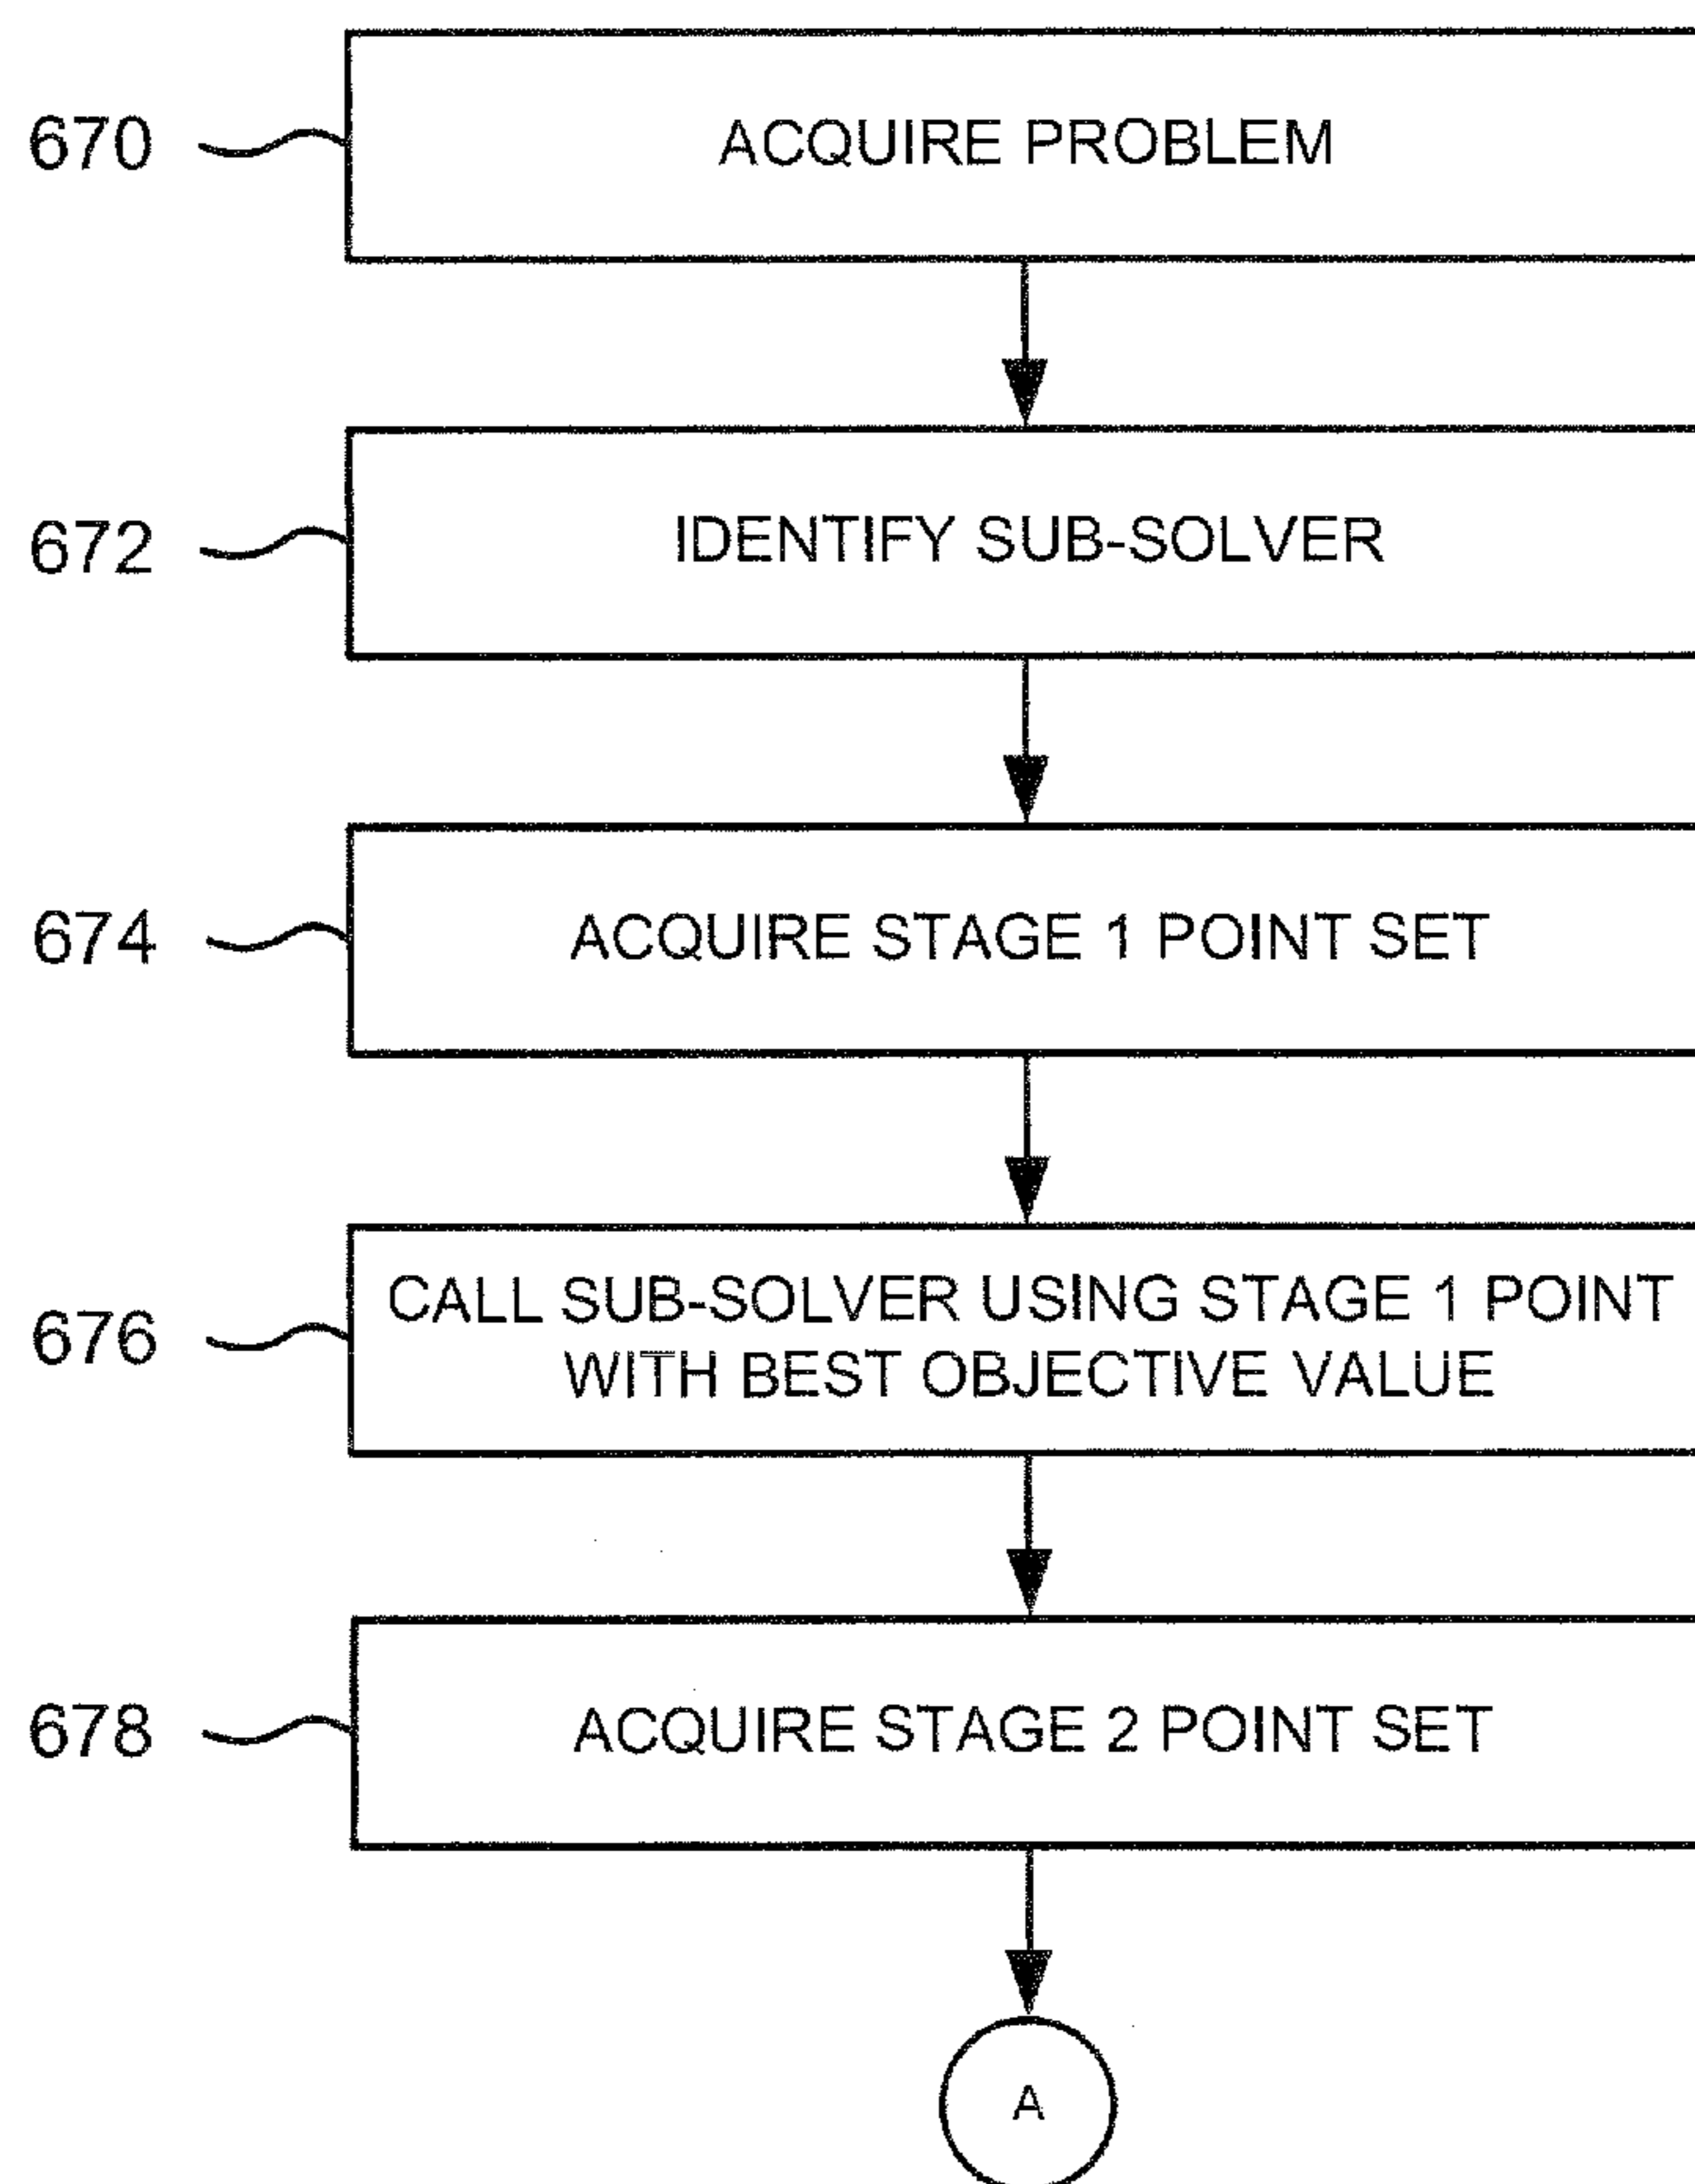 670
ACQUIRE PROBLEM
672
IDENTIFY SUB-SOLVER
674
ACQUIRE STAGE 1 POINT SET
676
CALL SUB-SOLVER USING STAGE 1 POINT
WITH BEST OBJECTIVE VALUE
678
ACQUIRE STAGE 2 POINT SET
A